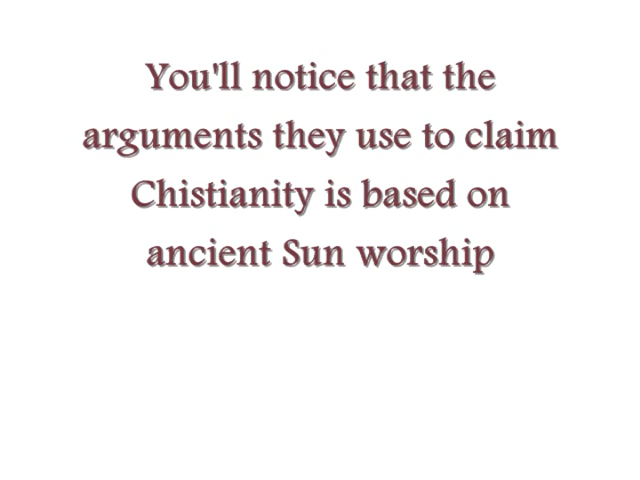 You'll notice that the
arguments they use to claim
Chistianity is based on
ancient Sun worship